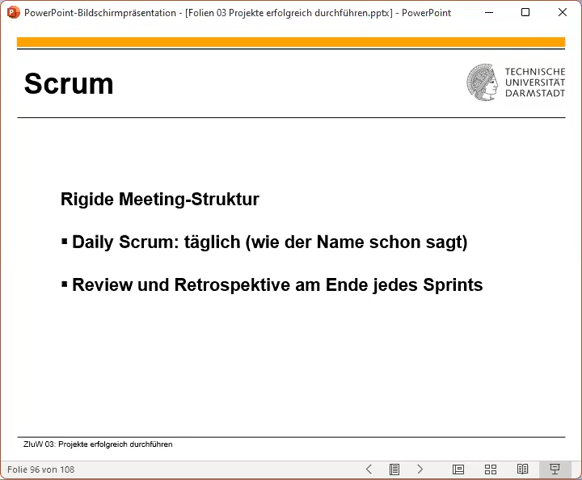 PowerPoint-Bildschirmpräsentation - [Folien 03 Projekte erfolgreich durchführen.pptx] - PowerPoint
Scrum
TECHNISCHE
UNIVERSITÄT
DARMSTADT
Rigide Meeting-Struktur
▪ Daily Scrum: täglich (wie der Name schon sagt)
▪ Review und Retrospektive am Ende jedes Sprints
ZIuW 03: Projekte erfolgreich durchführen
Folie 96 von 108